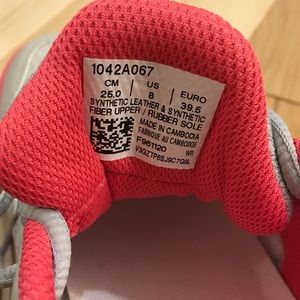 1042A067
CM US EURO
25.0 8 39.5
SYNTHETIC LEATHER & SYNTHETIC
FIBER UPPER / RUBBER SOLE
MADE IN CAMBODIA
FABRIQUE AU CAMBODGE
F961120 WR